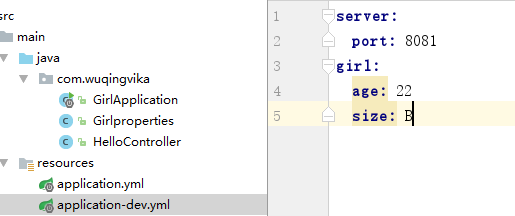 src
main
java
com.wuqingvika
GirlApplication
Girlproperties
HelloController
resources
application.yml
application-dev.yml
1 server:
2 port: 8081
3 girl:
4 age: 22
5 size: B